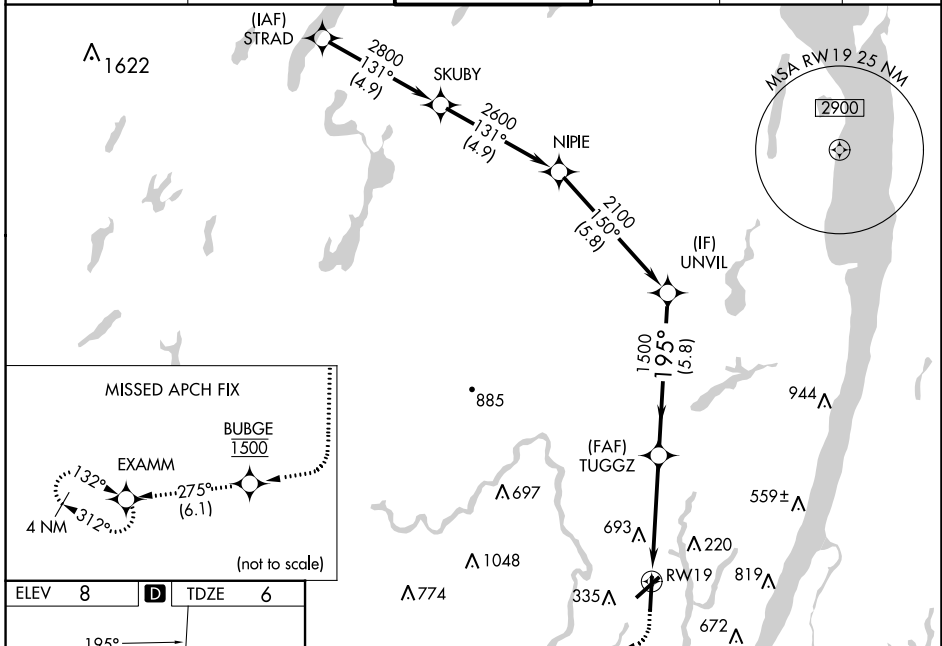 (IAF)
STRAD
1622
2800
131°
(4.9)
SKUBY
2600
131°
(4.9)
NIPIE
2100
150°
(5.8)
(IF)
UNVIL
MSA RW19 25 NM
2900
1500
195°
(5.8)
885
944
(FAF)
TUGGZ
697
559±
693
220
1048
RW19
819
774
335
672
MISSED APCH FIX
BUBGE
1500
EXAMM
132°
275°
(6.1)
312°
4 NM
(not to scale)
ELEV 8 D TDZE 6
195°